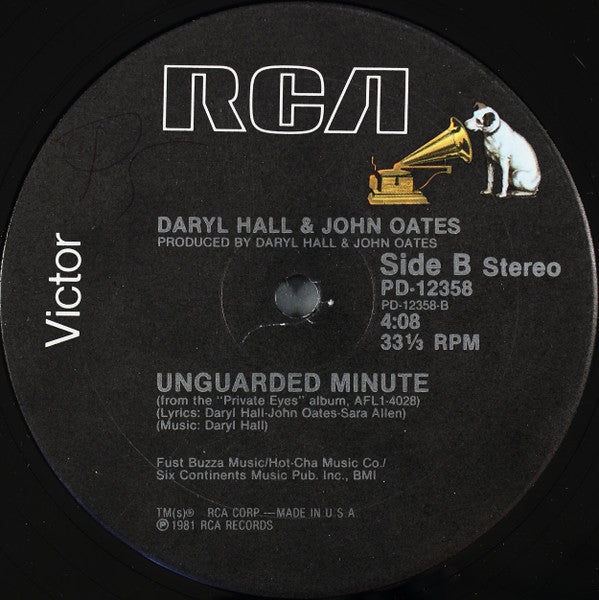 RCA
Victor
DARYL HALL & JOHN OATES
PRODUCED BY DARYL HALL & JOHN OATES
Side B Stereo
PD-12358
PD-12358-B
4:08
33⅓ RPM
UNGUARDED MINUTE
(from the "Private Eyes" album, AFL1-4028)
(Lyrics: Daryl Hall-John Oates-Sara Allen)
(Music: Daryl Hall)
Fust Buzza Music/Hot-Cha Music Co./
Six Continents Music Pub. Inc., BMI
TM(s)® RCA CORP.—MADE IN U.S.A.
℗1981 RCA RECORDS